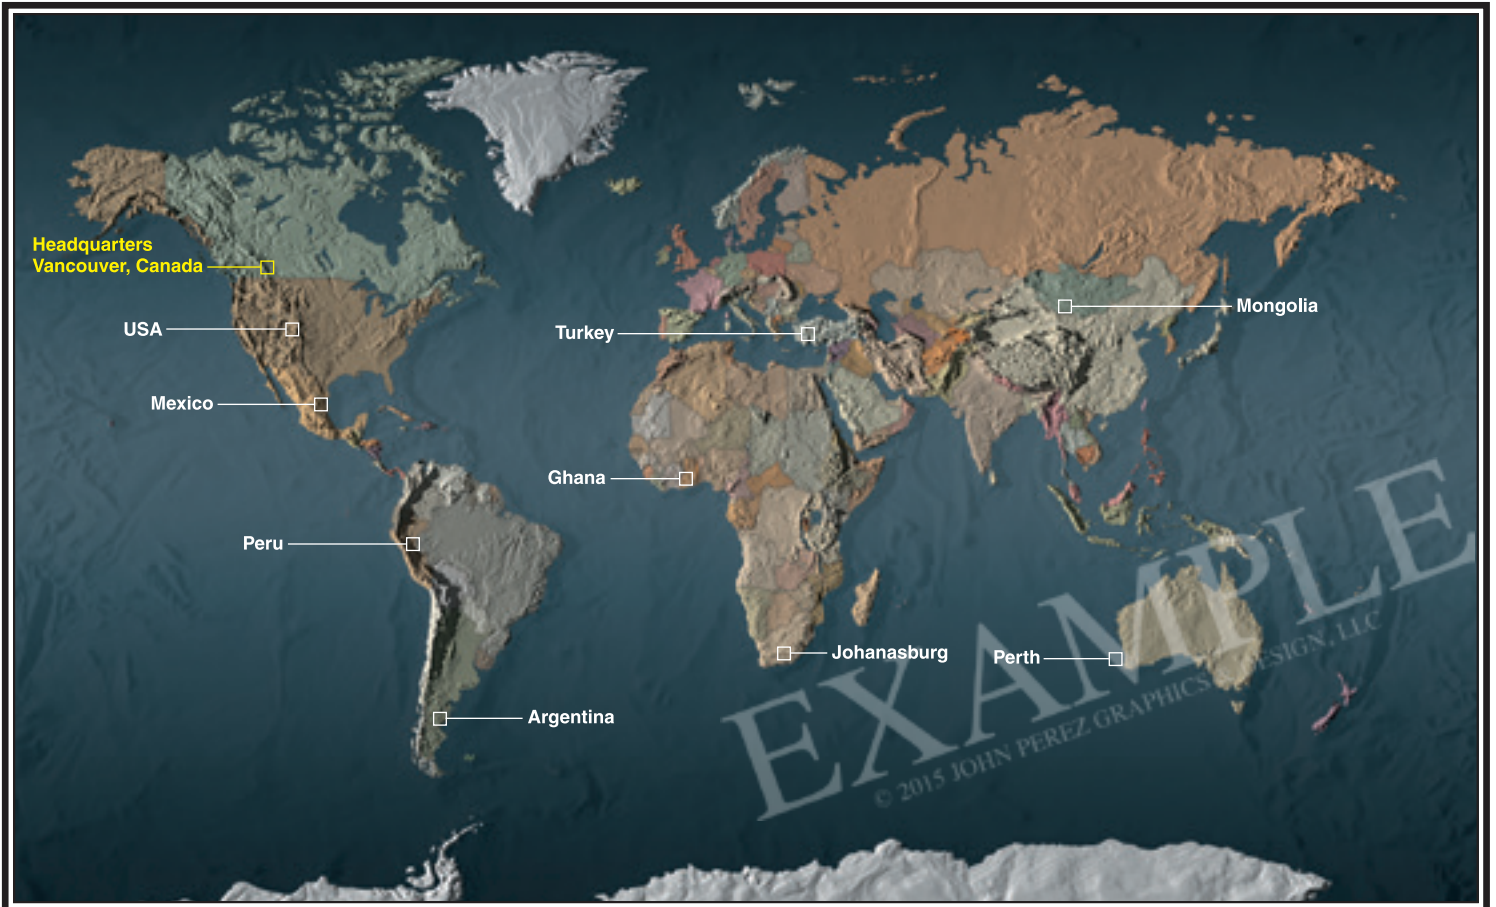 Headquarters
Vancouver, Canada
USA
Mexico
Peru
Argentina
Turkey
Ghana
Johanasburg
Perth
Mongolia
EXAMPLE
© 2015 JOHN PEREZ GRAPHICS & DESIGN, LLC